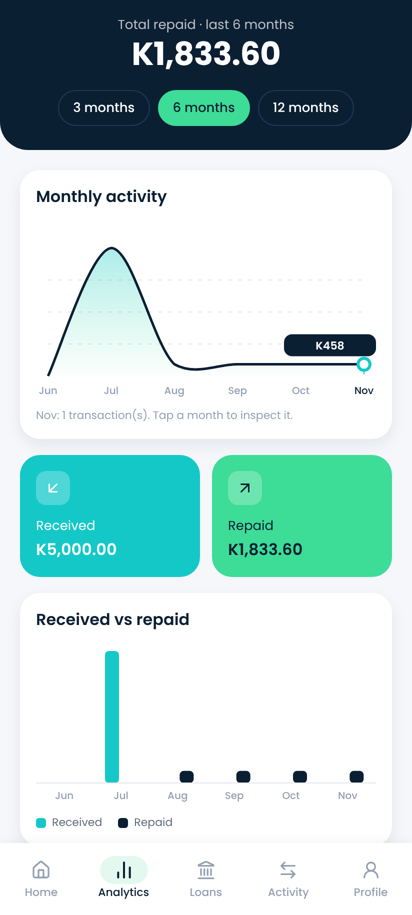 Total repaid · last 6 months
K1,833.60
3 months 6 months 12 months
Monthly activity
K458
Jun Jul Aug Sep Oct Nov
Nov: 1 transaction(s). Tap a month to inspect it.
Received
K5,000.00
Repaid
K1,833.60
Received vs repaid
Jun Jul Aug Sep Oct Nov
Received Repaid
Home Analytics Loans Activity Profile